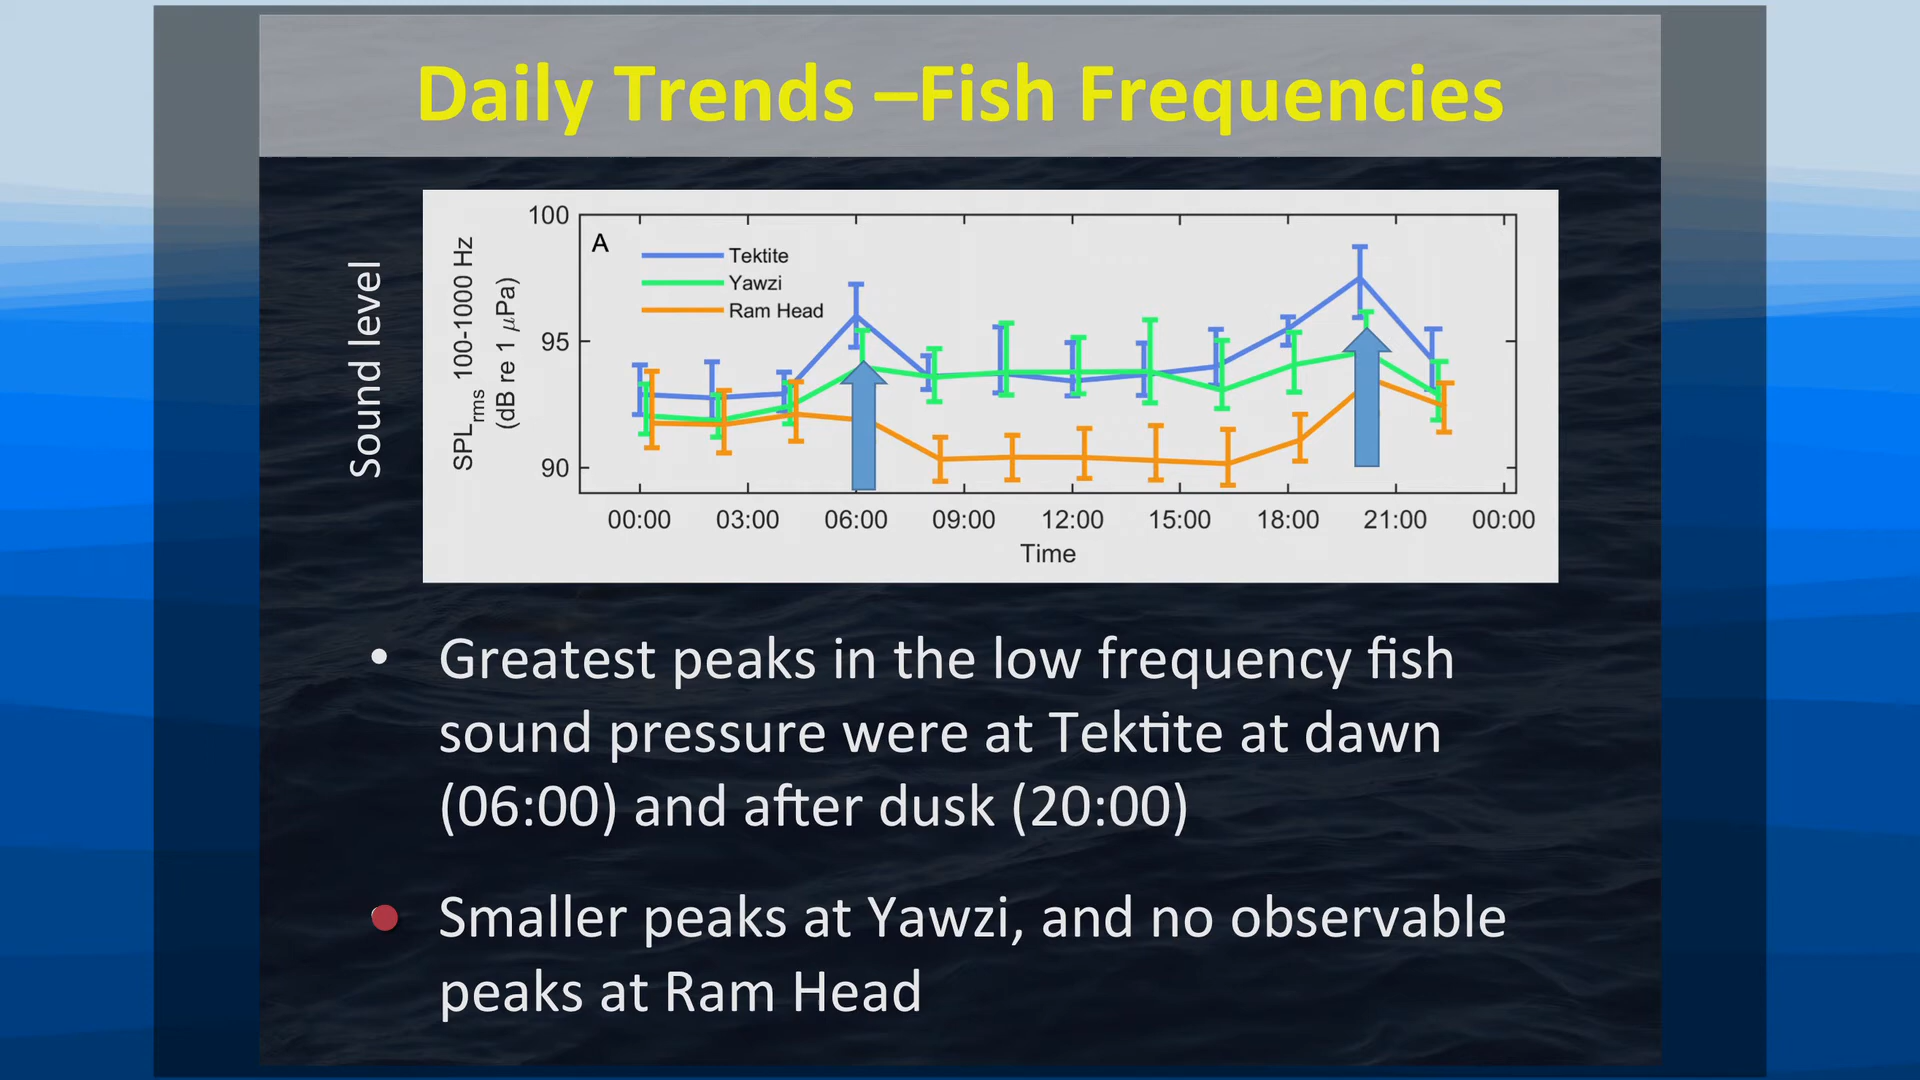 Daily Trends –Fish Frequencies
Sound level
SPLrms 100-1000 Hz
(dB re 1 μPa)
100
95
90
A
Tektite
Yawzi
Ram Head
00:00 03:00 06:00 09:00 12:00 15:00 18:00 21:00 00:00
Time
• Greatest peaks in the low frequency fish
sound pressure were at Tektite at dawn
(06:00) and after dusk (20:00)
• Smaller peaks at Yawzi, and no observable
peaks at Ram Head